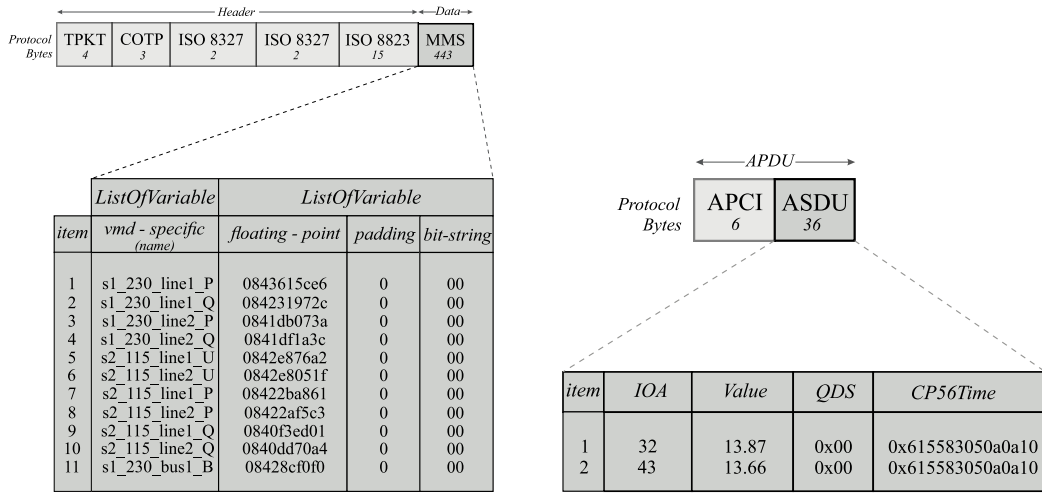 Header Data
Protocol Bytes
TPKT 4 COTP 3 ISO 8327 2 ISO 8327 2 ISO 8823 15 MMS 443
ListOfVariable ListOfVariable
item vmd - specific (name) floating - point padding bit-string
1 s1_230_line1_P 0843615ce6 0 00
2 s1_230_line1_Q 084231972c 0 00
3 s1_230_line2_P 0841db073a 0 00
4 s1_230_line2_Q 0841df1a3c 0 00
5 s2_115_line1_U 0842e876a2 0 00
6 s2_115_line2_U 0842e8051f 0 00
7 s2_115_line1_P 08422ba861 0 00
8 s2_115_line2_P 08422af5c3 0 00
9 s2_115_line1_Q 0840f3ed01 0 00
10 s2_115_line2_Q 0840dd70a4 0 00
11 s1_230_bus1_B 08428cf0f0 0 00
APDU
Protocol Bytes
APCI 6 ASDU 36
item IOA Value QDS CP56Time
1 32 13.87 0x00 0x615583050a0a10
2 43 13.66 0x00 0x615583050a0a10